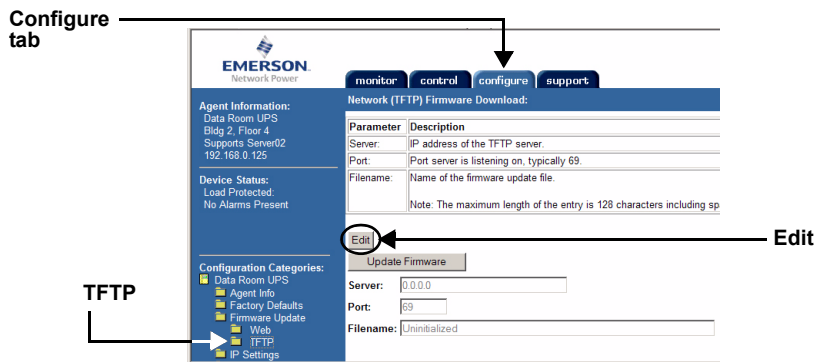 Configure
tab
EMERSON.
Network Power
monitor control configure support
Agent Information:
Data Room UPS
Bldg 2, Floor 4
Supports Server02
192.168.0.125
Device Status:
Load Protected:
No Alarms Present
Configuration Categories:
Data Room UPS
Agent Info
Factory Defaults
Firmware Update
Web
TFTP
IP Settings
Network (TFTP) Firmware Download:
Parameter Description
Server: IP address of the TFTP server.
Port: Port server is listening on, typically 69.
Filename: Name of the firmware update file.
Note: The maximum length of the entry is 128 characters including sp
Edit
Update Firmware
Server: 0.0.0.0
Port: 69
Filename: Uninitialized
Edit
TFTP